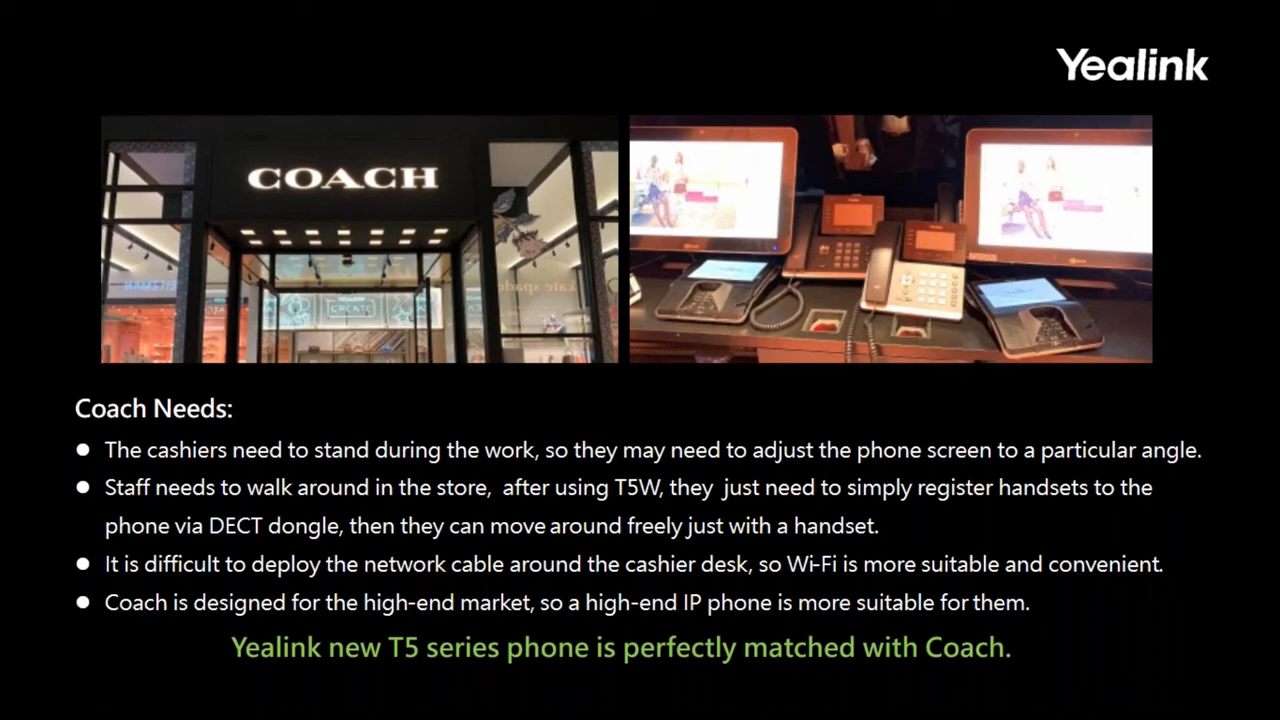 Yealink
COACH
kate spade
CREATE
Coach Needs:
● The cashiers need to stand during the work, so they may need to adjust the phone screen to a particular angle.
● Staff needs to walk around in the store, after using T5W, they just need to simply register handsets to the
phone via DECT dongle, then they can move around freely just with a handset.
● It is difficult to deploy the network cable around the cashier desk, so Wi-Fi is more suitable and convenient.
● Coach is designed for the high-end market, so a high-end IP phone is more suitable for them.
Yealink new T5 series phone is perfectly matched with Coach.